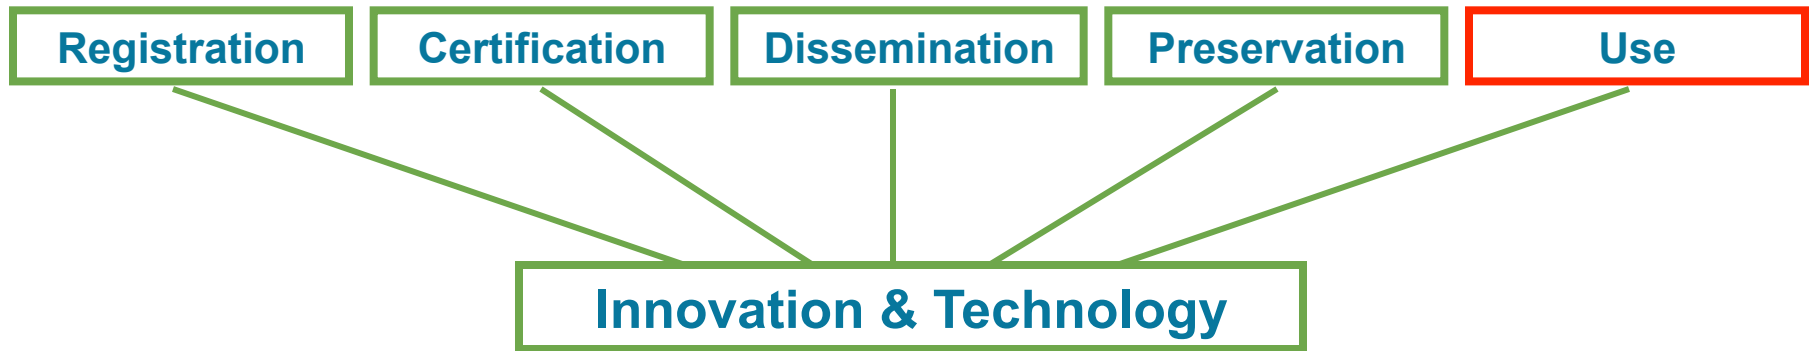 Registration
Certification
Dissemination
Preservation
Use
Innovation & Technology